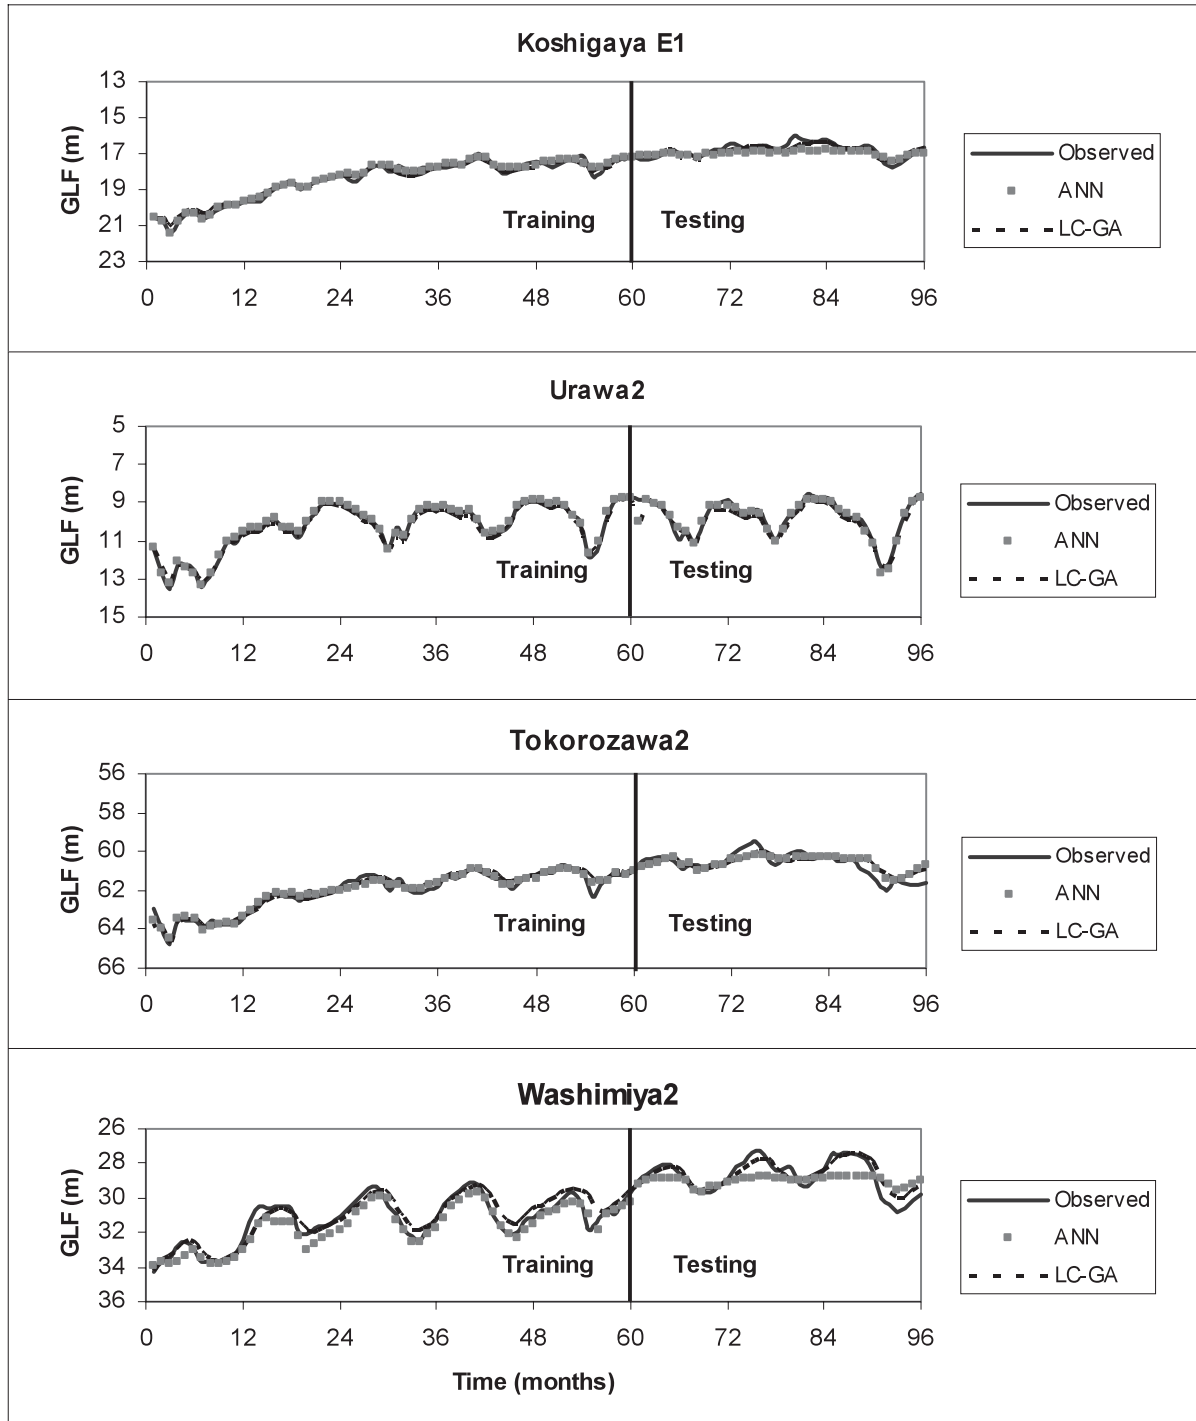 Koshigaya E1
GLF (m)
13
15
17
19
21
23
Training
Testing
0 12 24 36 48 60 72 84 96
Observed
ANN
LC-GA
Urawa2
GLF (m)
5
7
9
11
13
15
Training
Testing
0 12 24 36 48 60 72 84 96
Observed
ANN
LC-GA
Tokorozawa2
GLF (m)
56
58
60
62
64
66
Training
Testing
0 12 24 36 48 60 72 84 96
Observed
ANN
LC-GA
Washimiya2
GLF (m)
26
28
30
32
34
36
Training
Testing
0 12 24 36 48 60 72 84 96
Time (months)
Observed
ANN
LC-GA